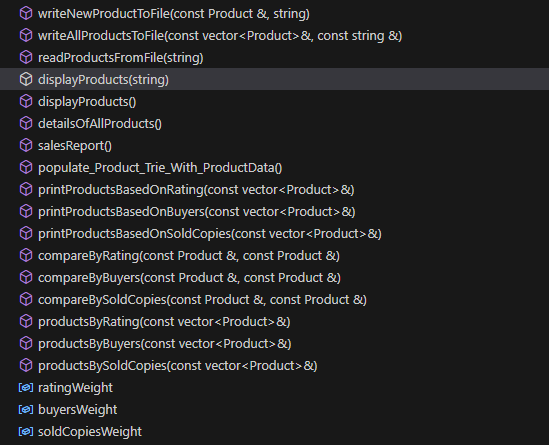 writeNewProductToFile(const Product &, string)
writeAllProductsToFile(const vector<Product>&, const string &)
readProductsFromFile(string)
displayProducts(string)
displayProducts()
detailsOfAllProducts()
salesReport()
populate_Product_Trie_With_ProductData()
printProductsBasedOnRating(const vector<Product>&)
printProductsBasedOnBuyers(const vector<Product>&)
printProductsBasedOnSoldCopies(const vector<Product>&)
compareByRating(const Product &, const Product &)
compareByBuyers(const Product &, const Product &)
compareBySoldCopies(const Product &, const Product &)
productsByRating(const vector<Product>&)
productsByBuyers(const vector<Product>&)
productsBySoldCopies(const vector<Product>&)
ratingWeight
buyersWeight
soldCopiesWeight